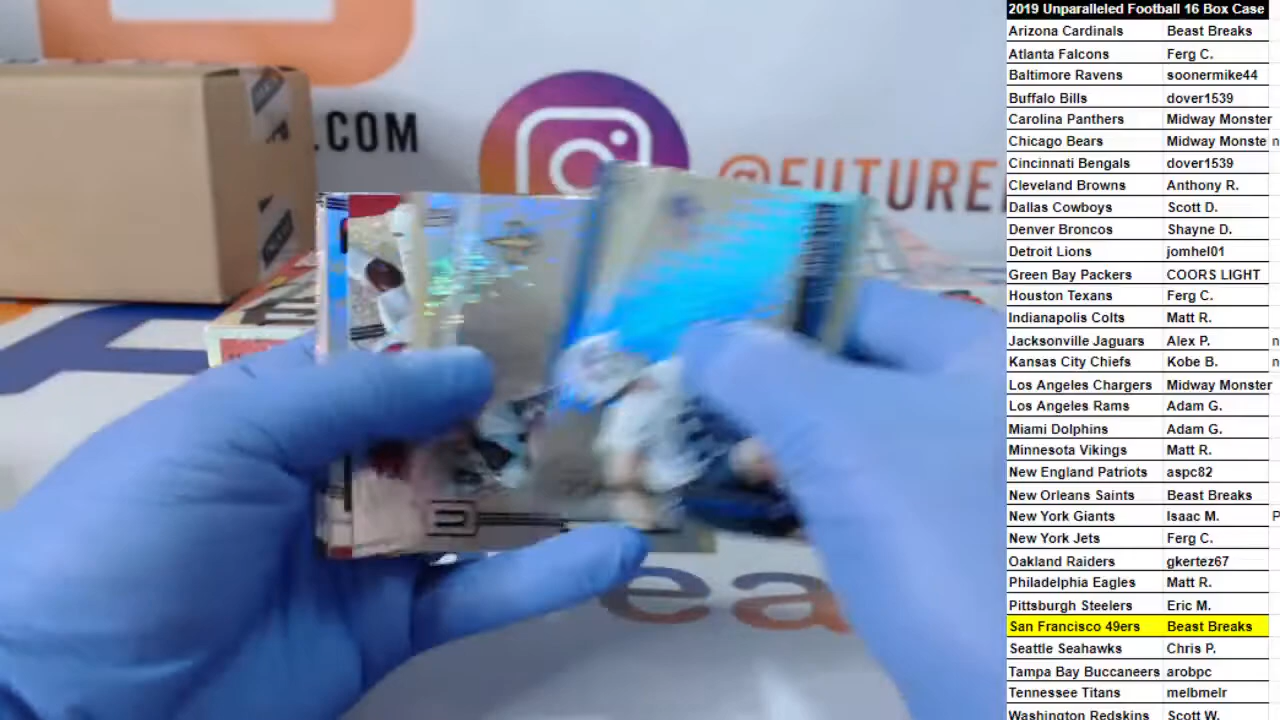 2019 Unparalleled Football 16 Box Case
Arizona Cardinals Beast Breaks
Atlanta Falcons Ferg C.
Baltimore Ravens soonermike44
Buffalo Bills dover1539
Carolina Panthers Midway Monster
Chicago Bears Midway Monste n
Cincinnati Bengals dover1539
Cleveland Browns Anthony R.
Dallas Cowboys Scott D.
Denver Broncos Shayne D.
Detroit Lions jomhel01
Green Bay Packers COORS LIGHT
Houston Texans Ferg C.
Indianapolis Colts Matt R.
Jacksonville Jaguars Alex P. n
Kansas City Chiefs Kobe B. n
Los Angeles Chargers Midway Monster
Los Angeles Rams Adam G.
Miami Dolphins Adam G.
Minnesota Vikings Matt R.
New England Patriots aspc82
New Orleans Saints Beast Breaks
New York Giants Isaac M. P
New York Jets Ferg C.
Oakland Raiders gkertez67
Philadelphia Eagles Matt R.
Pittsburgh Steelers Eric M.
San Francisco 49ers Beast Breaks
Seattle Seahawks Chris P.
Tampa Bay Buccaneers arobpc
Tennessee Titans melbmelr
Washington Redskins Scott W.
.COM
@FUTURE
ea